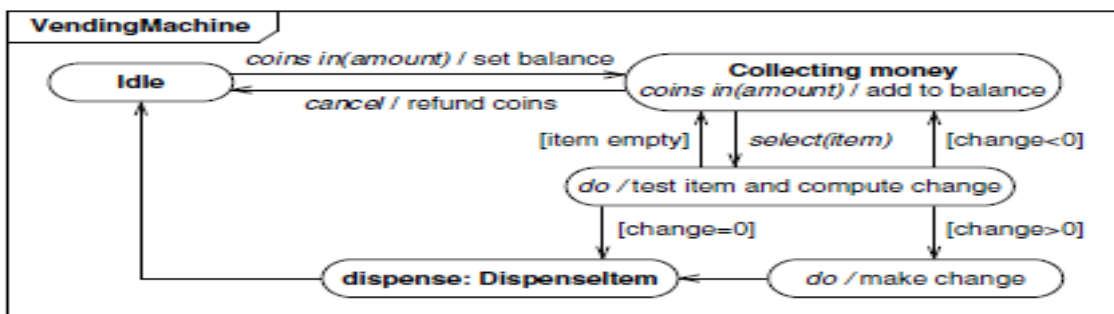 VendingMachine
coins in(amount) / set balance
Idle
Collecting money
coins in(amount) / add to balance
cancel / refund coins
[item empty]
select(item)
[change<0]
do / test item and compute change
[change=0]
[change>0]
dispense: DispenseItem
do / make change